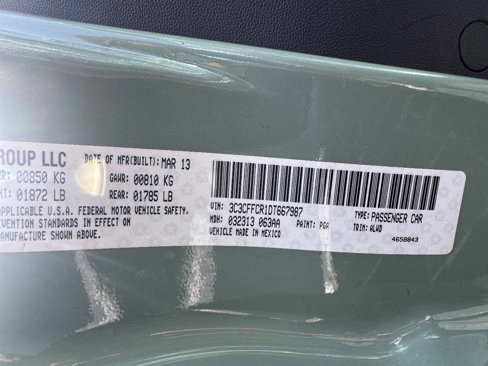 ROUP LLC DATE OF MFR(BUILT): MAR 13
00850 KG GAWR: 00810 KG
01872 LB REAR: 01785 LB
APPLICABLE U.S.A. FEDERAL MOTOR VEHICLE SAFETY,
VENTION STANDARDS IN EFFECT ON
ANUFACTURE SHOWN ABOVE.
VIN: 3C3CFFCR1DT667987 TYPE: PASSENGER CAR
MDH: 032313 063AA PAINT: PGA TRIM: ALWD
VEHICLE MADE IN MEXICO 4658843